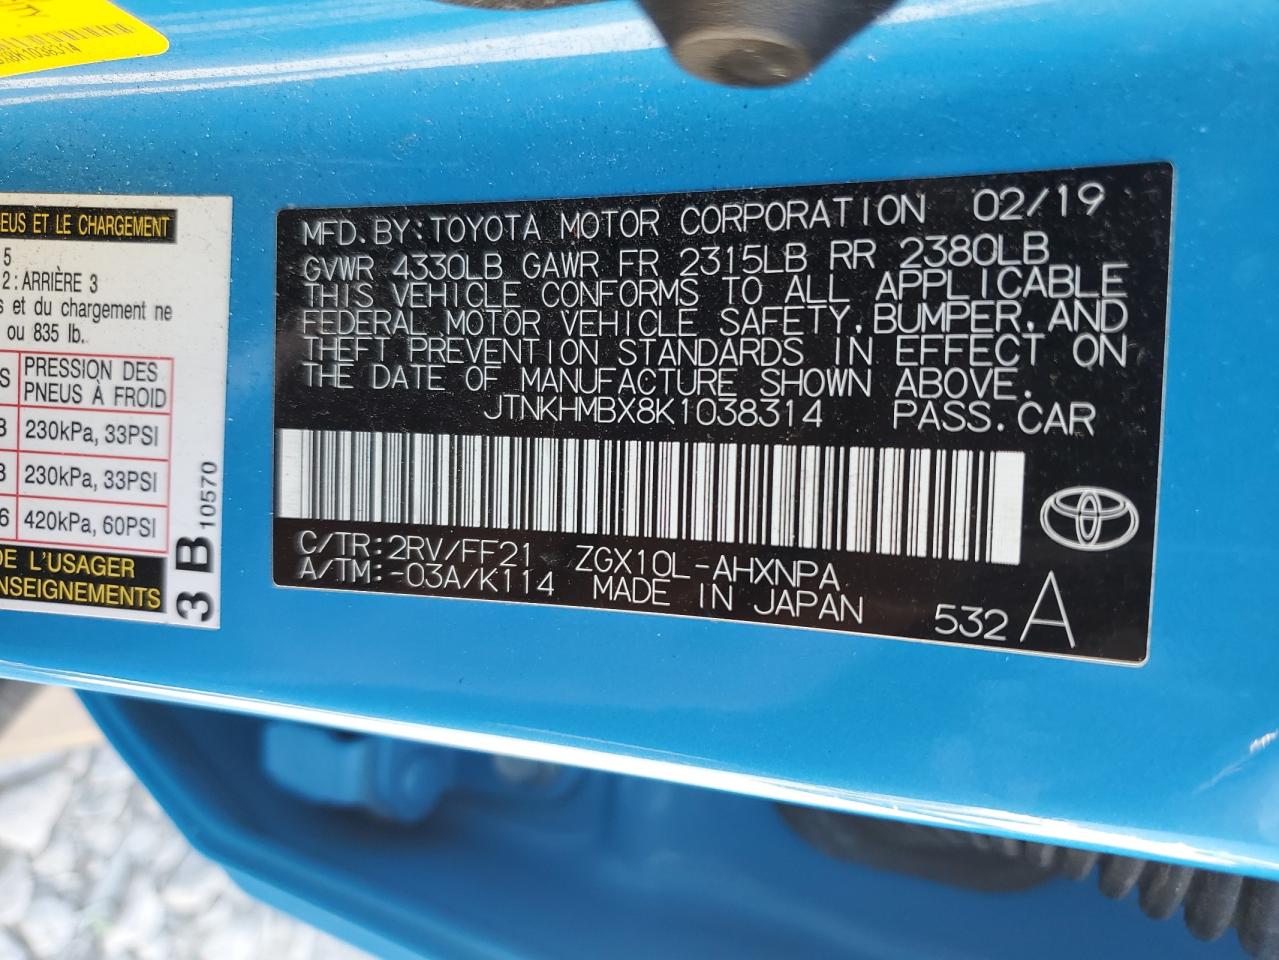 X8K1038314
EUS ET LE CHARGEMENT
5
2: ARRIÈRE 3
s et du chargement ne
ou 835 lb.
S PRESSION DES
PNEUS À FROID
230kPa, 33PSI
230kPa, 33PSI
6 420kPa, 60PSI
DE L'USAGER
NSEIGNEMENTS
3 B 10570
MFD. BY: TOYOTA MOTOR CORPORATION 02/19
GVWR 4330LB GAWR FR 2315LB RR 2380LB
THIS VEHICLE CONFORMS TO ALL APPLICABLE
FEDERAL MOTOR VEHICLE SAFETY, BUMPER, AND
THEFT PREVENTION STANDARDS IN EFFECT ON
THE DATE OF MANUFACTURE SHOWN ABOVE.
JTNKHMBX8K1038314 PASS. CAR
C/TR: 2RV/FF21 ZGX10L-AHXNPA
A/TM: -03A/K114 MADE IN JAPAN
532 A